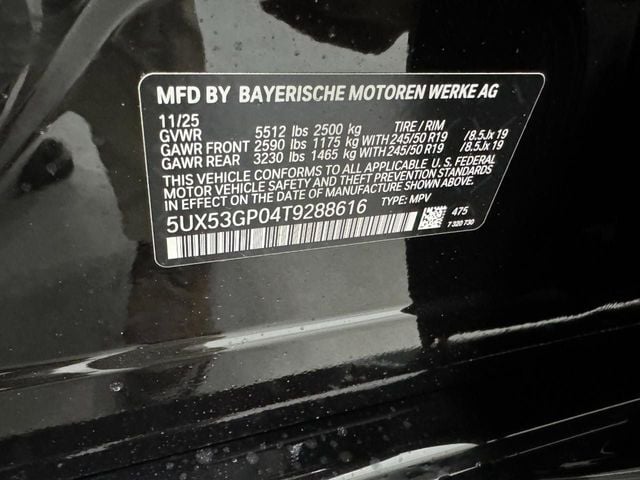 MFD BY BAYERISCHE MOTOREN WERKE AG
11/25
GVWR 5512 lbs 2500 kg TIRE / RIM
GAWR FRONT 2590 lbs 1175 kg WITH 245/50 R19 /8.5Jx 19
GAWR REAR 3230 lbs 1465 kg WITH 245/50 R19 /8.5Jx 19
THIS VEHICLE CONFORMS TO ALL APPLICABLE U.S. FEDERAL
MOTOR VEHICLE SAFETY AND THEFT PREVENTION STANDARDS
IN EFFECT ON THE DATE OF MANUFACTURE SHOWN ABOVE.
5UX53GP04T9288616 TYPE: MPV
475
7 320 730